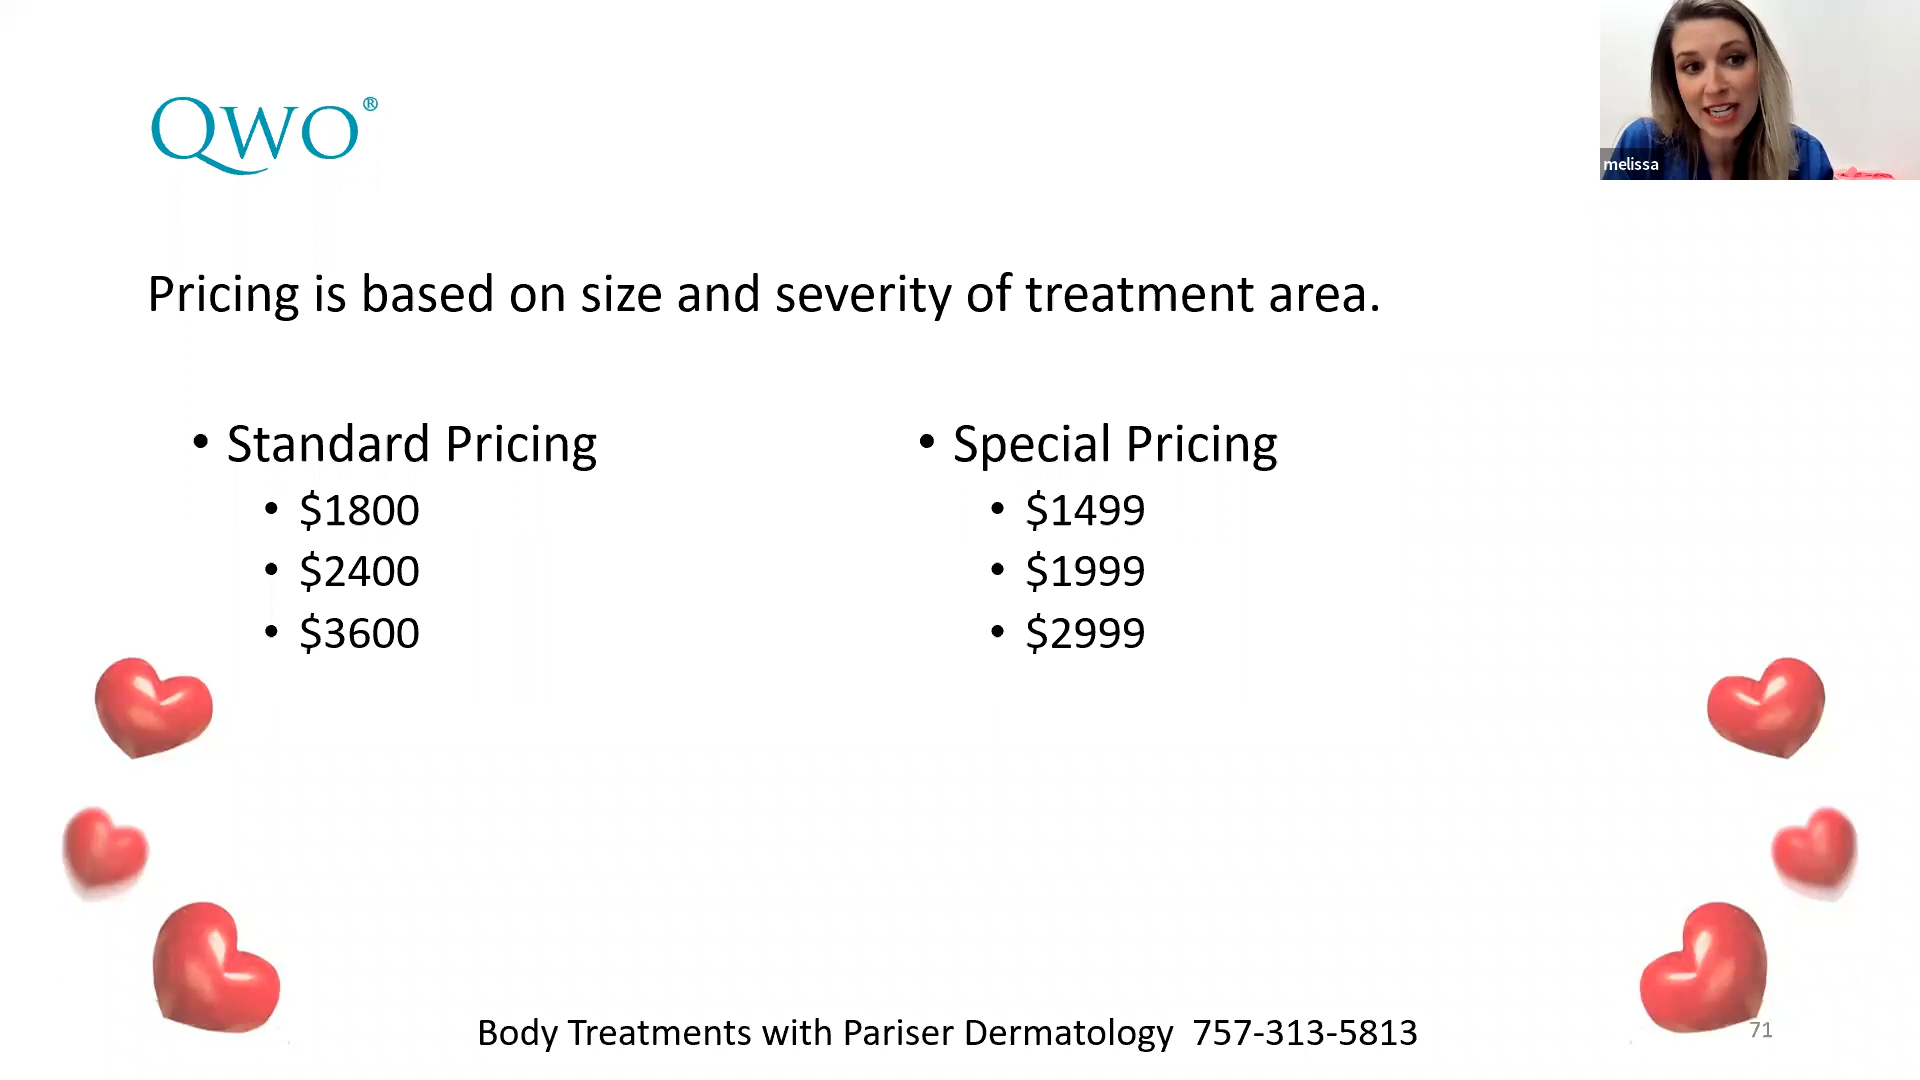 QWO®
melissa
Pricing is based on size and severity of treatment area.
• Standard Pricing
• $1800
• $2400
• $3600
• Special Pricing
• $1499
• $1999
• $2999
Body Treatments with Pariser Dermatology 757-313-5813
71